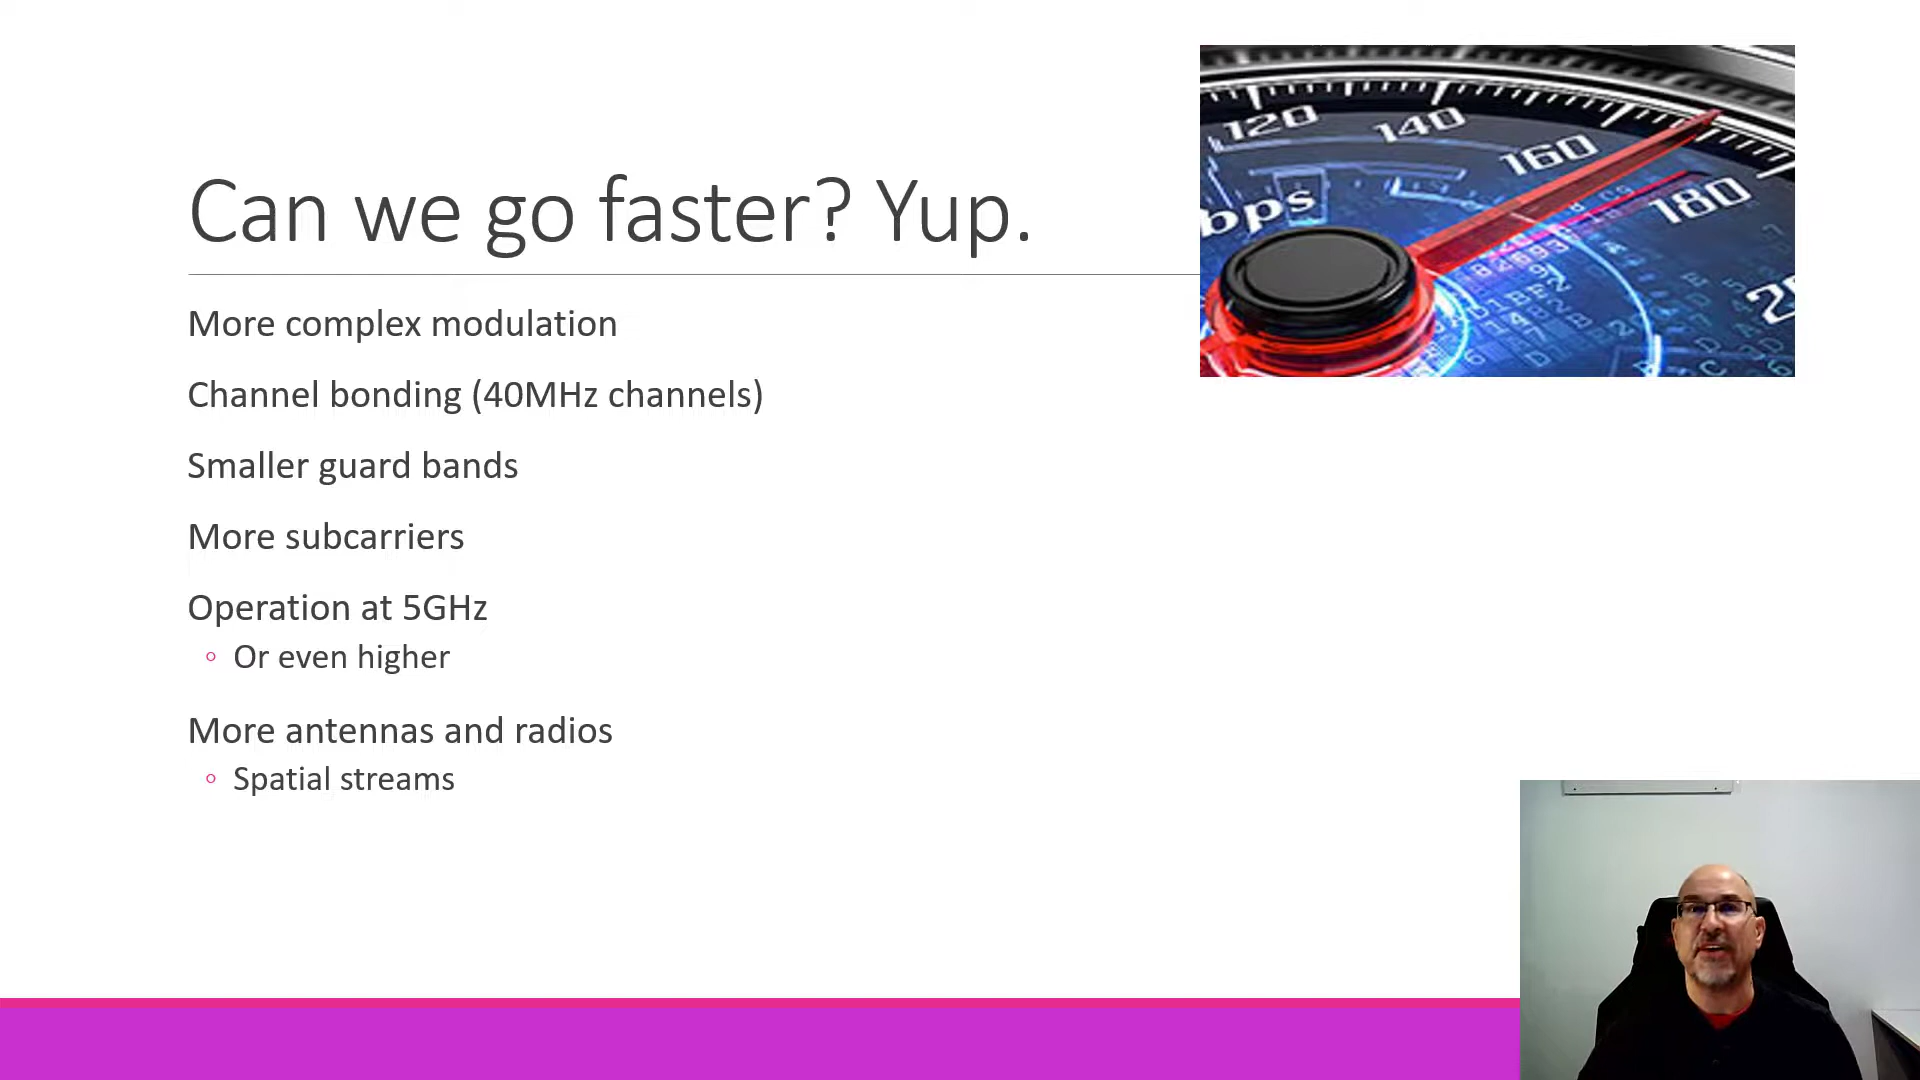 Can we go faster? Yup.
More complex modulation
Channel bonding (40MHz channels)
Smaller guard bands
More subcarriers
Operation at 5GHz
◦ Or even higher
More antennas and radios
◦ Spatial streams
120
140
160
180
bps